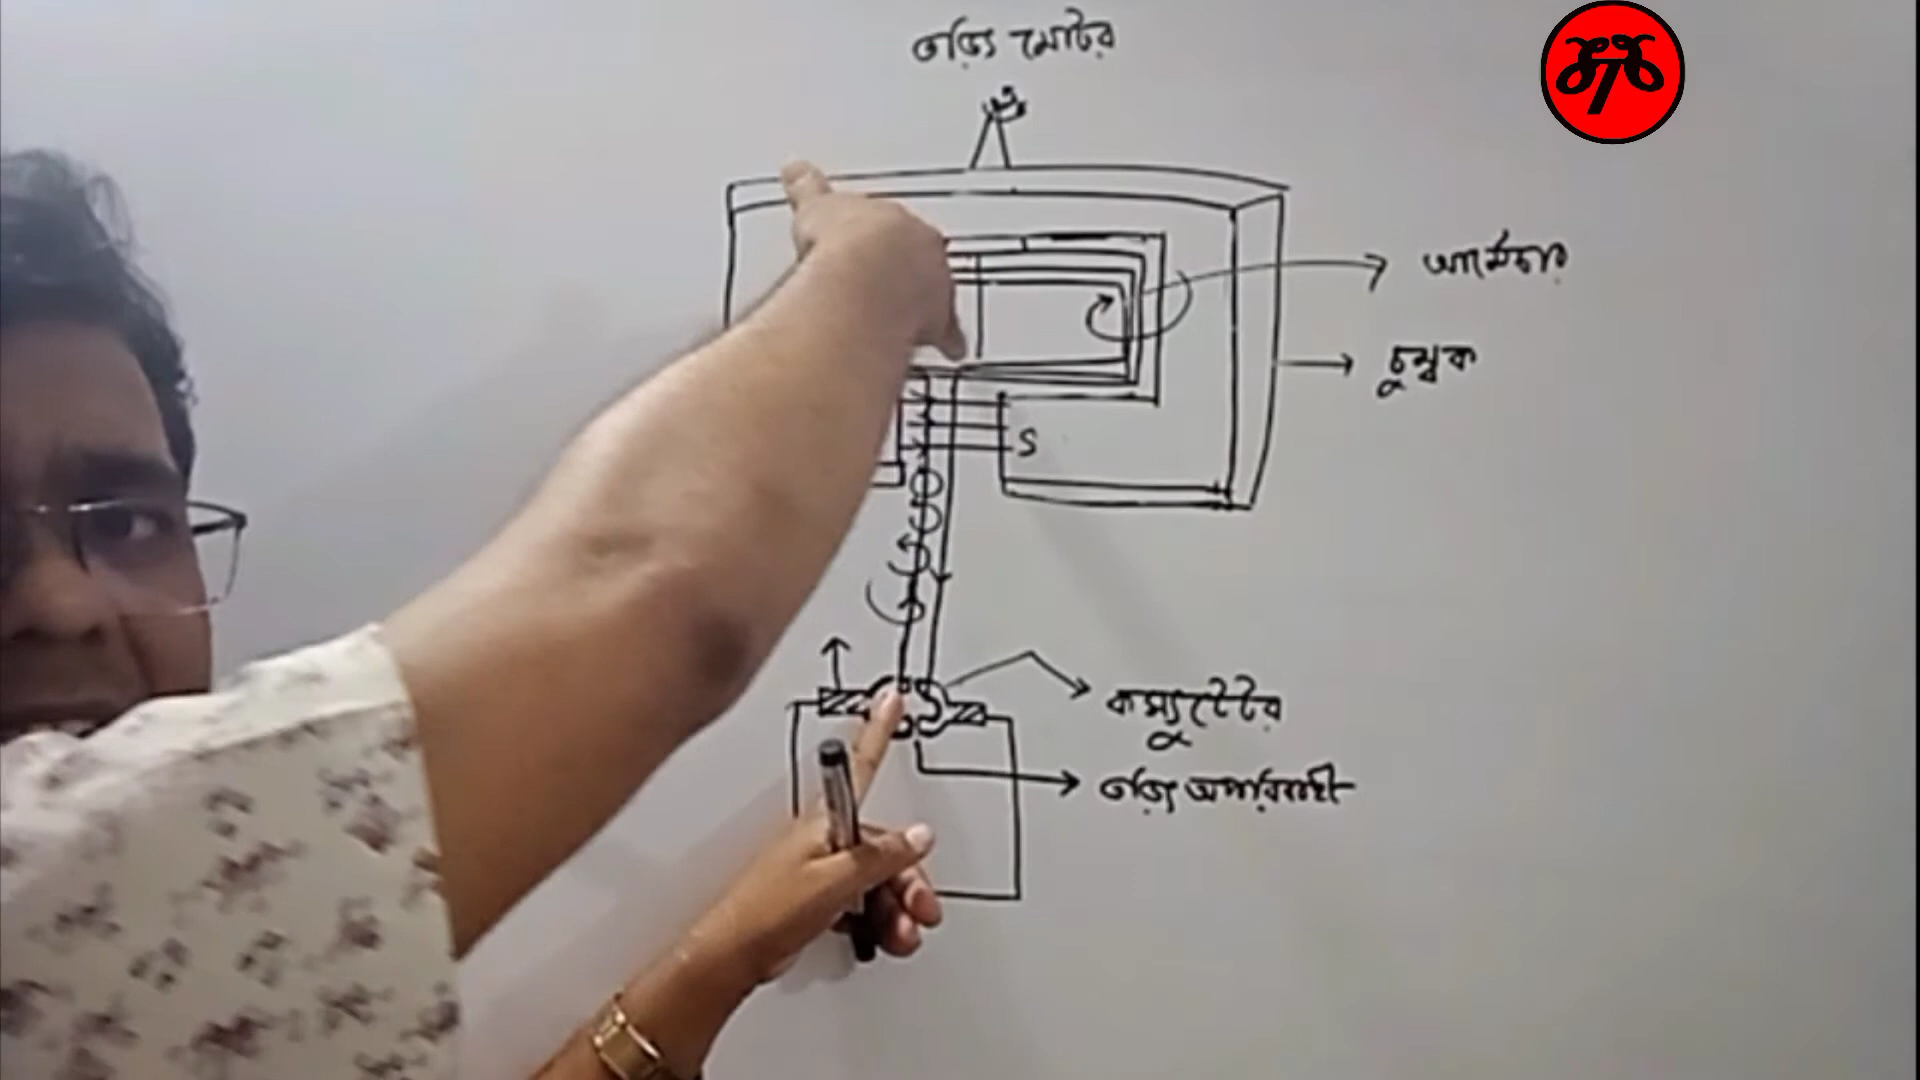 তড়িৎ মোটর
আর্মেচার
চুম্বক
S
কম্যুটেটর
তড়িৎ অপরিবাহী